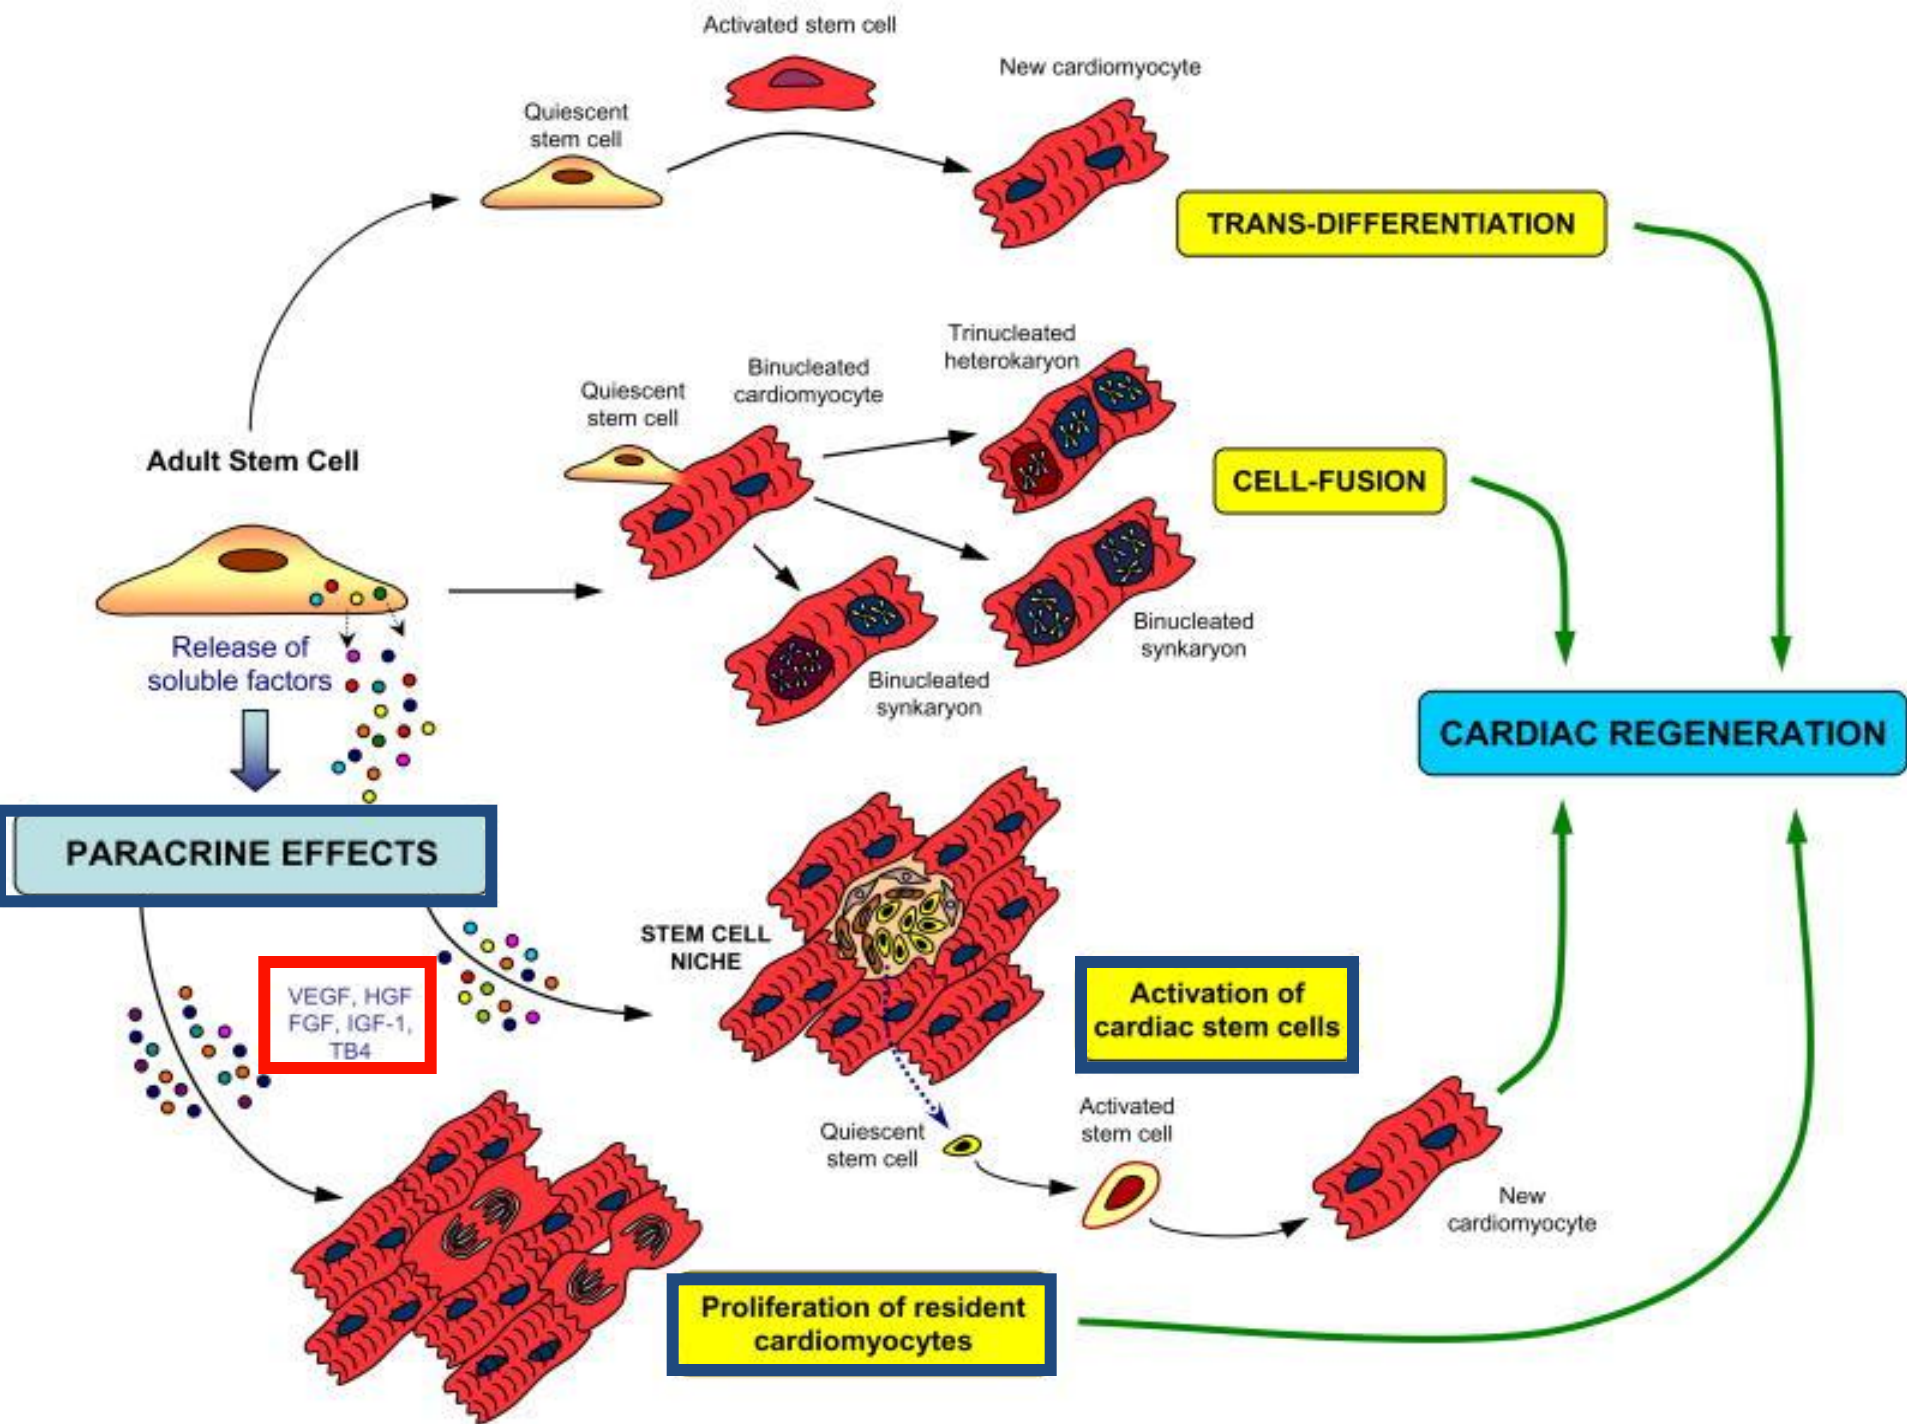 Activated stem cell
New cardiomyocyte
Quiescent
stem cell
TRANS-DIFFERENTIATION
Trinucleated
heterokaryon
Binucleated
cardiomyocyte
Quiescent
stem cell
Adult Stem Cell
CELL-FUSION
Binucleated
synkaryon
Binucleated
synkaryon
Release of
soluble factors
CARDIAC REGENERATION
PARACRINE EFFECTS
STEM CELL
NICHE
VEGF, HGF
FGF, IGF-1,
TB4
Activation of
cardiac stem cells
Quiescent
stem cell
Activated
stem cell
New
cardiomyocyte
Proliferation of resident
cardiomyocytes